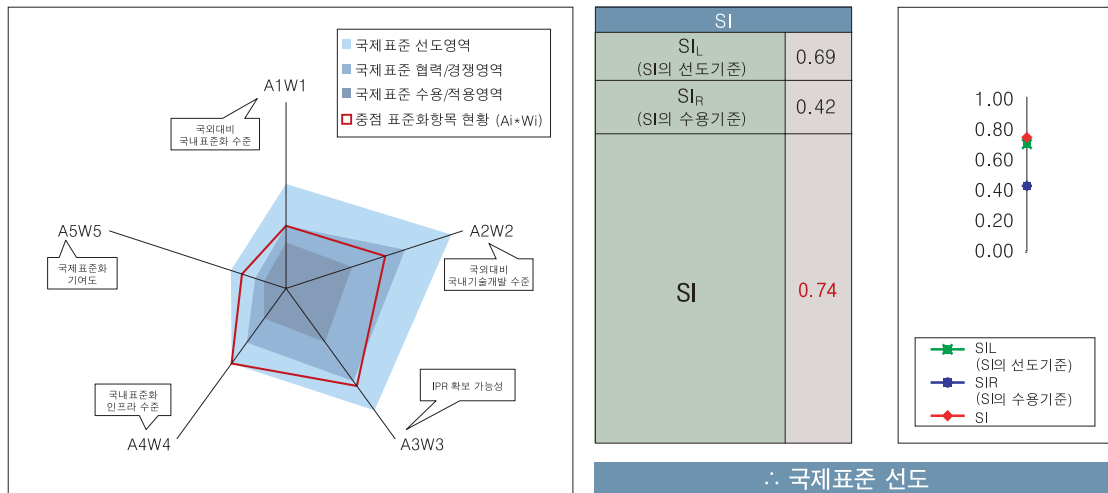 국제표준 선도영역
국제표준 협력/경쟁영역
국제표준 수용/적용영역
중점 표준화항목 현황 (Ai*Wi)
A1W1
국외대비
국내표준화 수준
A2W2
국외대비
국내기술개발 수준
A5W5
국제표준화
기여도
국내표준화
인프라 수준
A4W4
IPR 확보 가능성
A3W3
SI
SIL
(SI의 선도기준)
0.69
SIR
(SI의 수용기준)
0.42
SI
0.74
1.00
0.80
0.60
0.40
0.20
0.00
SIL
(SI의 선도기준)
SIR
(SI의 수용기준)
SI
∴ 국제표준 선도